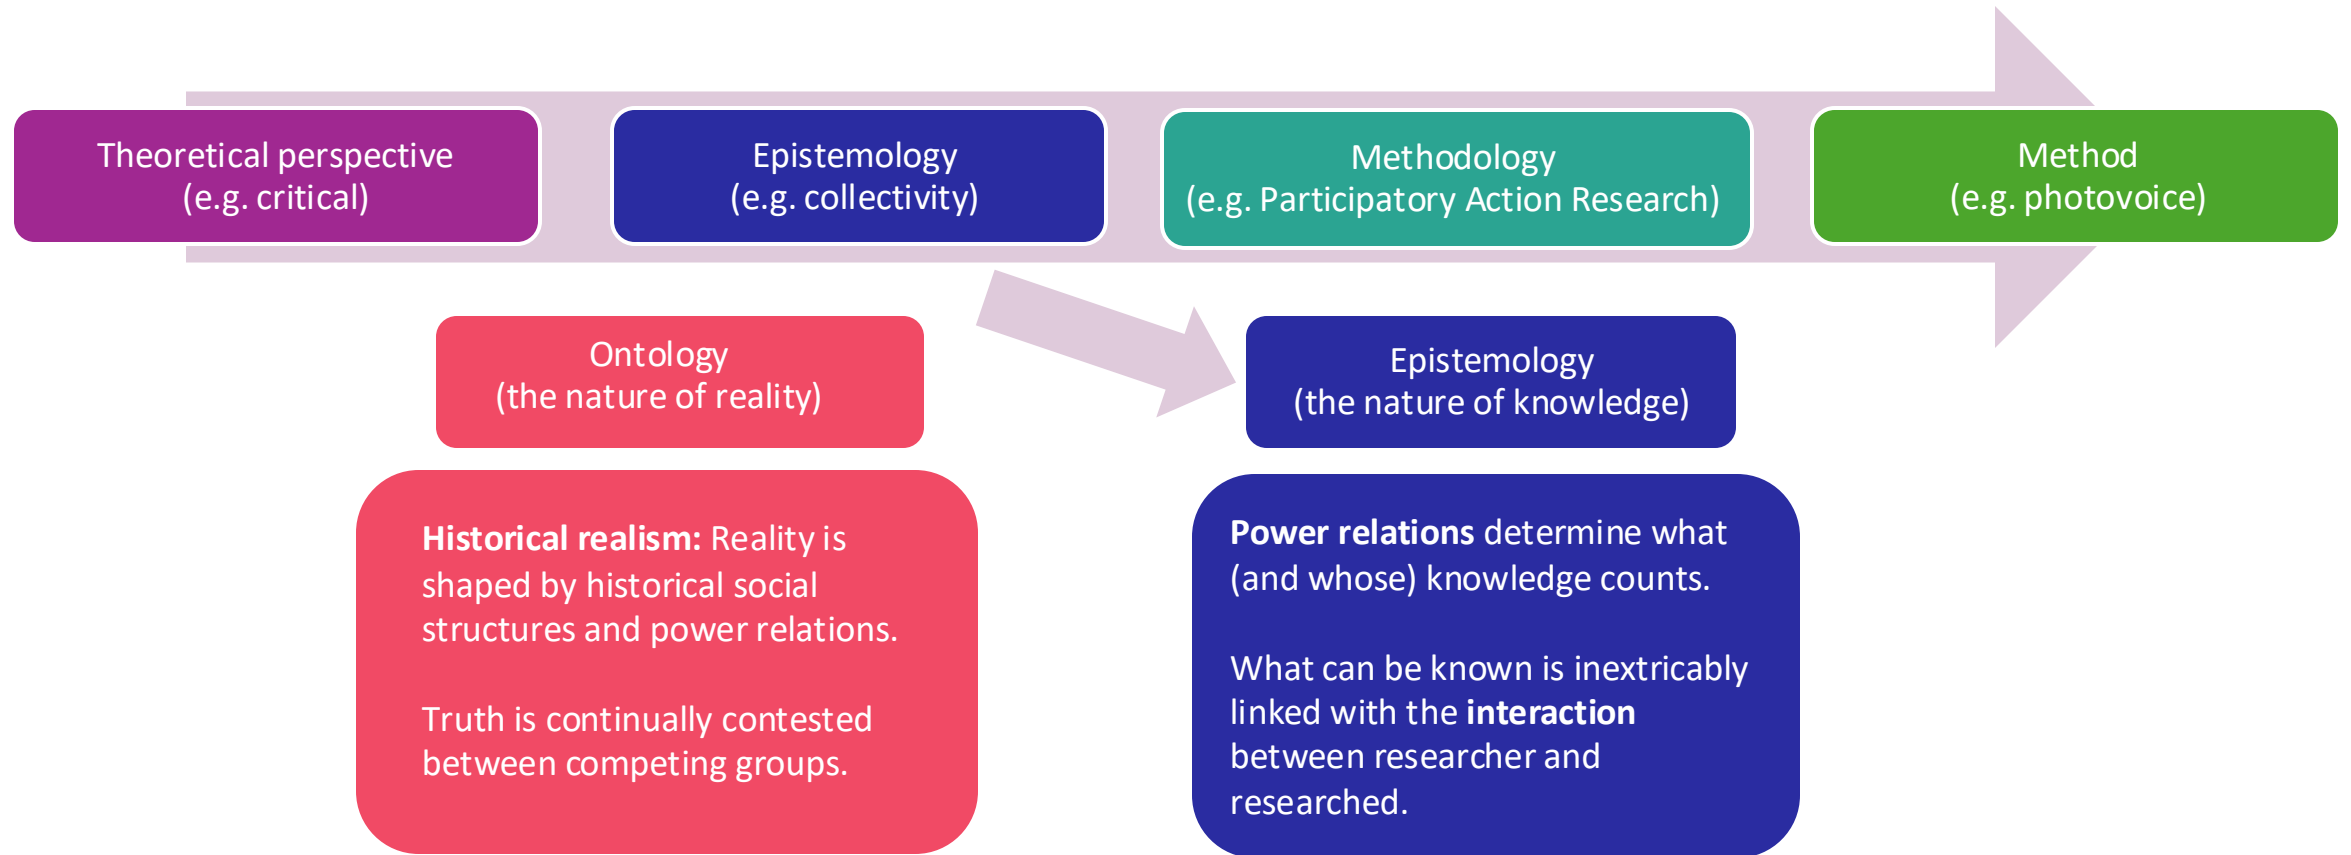 Theoretical perspective
(e.g. critical)
Epistemology
(e.g. collectivity)
Methodology
(e.g. Participatory Action Research)
Method
(e.g. photovoice)
Ontology
(the nature of reality)
Epistemology
(the nature of knowledge)
Historical realism: Reality is
shaped by historical social
structures and power relations.
Truth is continually contested
between competing groups.
Power relations determine what
(and whose) knowledge counts.
What can be known is inextricably
linked with the interaction
between researcher and
researched.